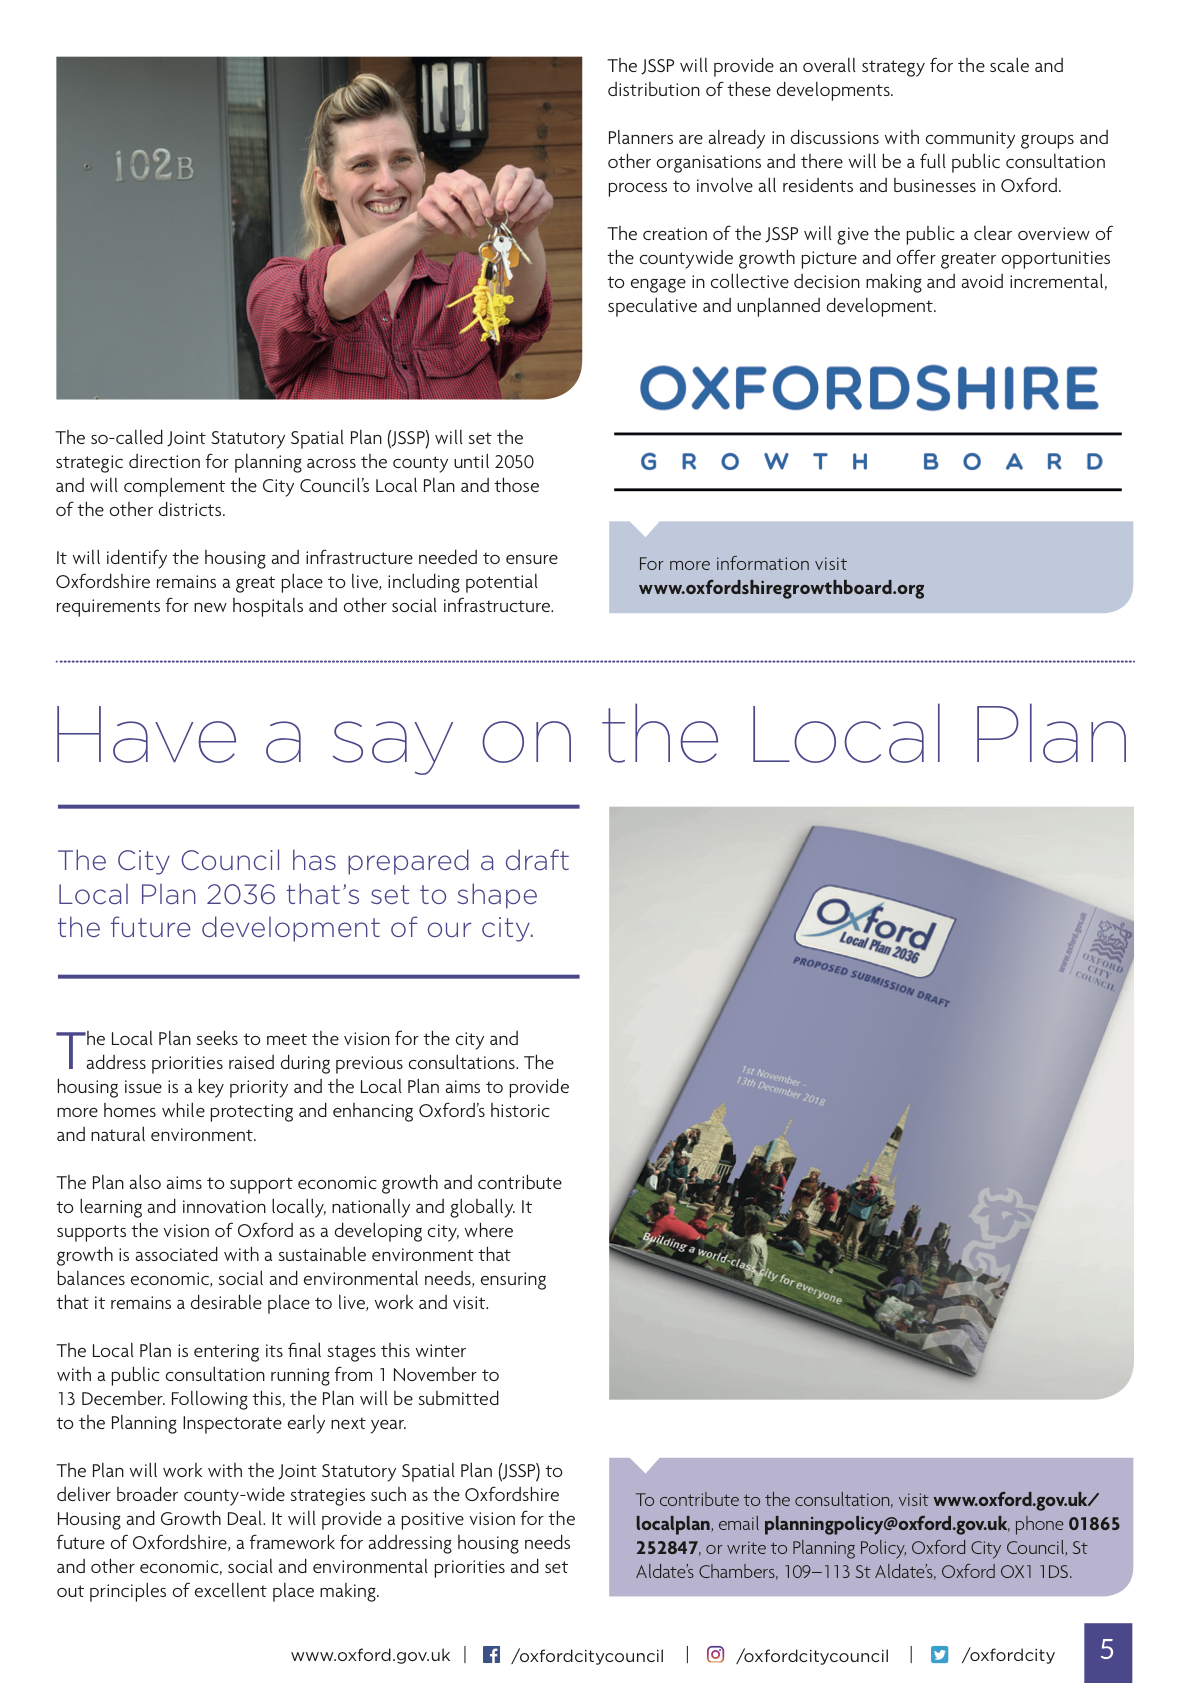 102B
The so-called Joint Statutory Spatial Plan (JSSP) will set the
strategic direction for planning across the county until 2050
and will complement the City Council’s Local Plan and those
of the other districts.
It will identify the housing and infrastructure needed to ensure
Oxfordshire remains a great place to live, including potential
requirements for new hospitals and other social infrastructure.
The JSSP will provide an overall strategy for the scale and
distribution of these developments.
Planners are already in discussions with community groups and
other organisations and there will be a full public consultation
process to involve all residents and businesses in Oxford.
The creation of the JSSP will give the public a clear overview of
the countywide growth picture and offer greater opportunities
to engage in collective decision making and avoid incremental,
speculative and unplanned development.
OXFORDSHIRE
GROWTH BOARD
For more information visit
www.oxfordshiregrowthboard.org
Have a say on the Local Plan
The City Council has prepared a draft
Local Plan 2036 that’s set to shape
the future development of our city.
The Local Plan seeks to meet the vision for the city and
address priorities raised during previous consultations. The
housing issue is a key priority and the Local Plan aims to provide
more homes while protecting and enhancing Oxford’s historic
and natural environment.
The Plan also aims to support economic growth and contribute
to learning and innovation locally, nationally and globally. It
supports the vision of Oxford as a developing city, where
growth is associated with a sustainable environment that
balances economic, social and environmental needs, ensuring
that it remains a desirable place to live, work and visit.
The Local Plan is entering its final stages this winter
with a public consultation running from 1 November to
13 December. Following this, the Plan will be submitted
to the Planning Inspectorate early next year.
The Plan will work with the Joint Statutory Spatial Plan (JSSP) to
deliver broader county-wide strategies such as the Oxfordshire
Housing and Growth Deal. It will provide a positive vision for the
future of Oxfordshire, a framework for addressing housing needs
and other economic, social and environmental priorities and set
out principles of excellent place making.
Oxford
Local Plan 2036
PROPOSED SUBMISSION DRAFT
www.oxford.gov.uk
OXFORD
CITY
COUNCIL
1st November -
13th December 2018
Building a world-class city for everyone
To contribute to the consultation, visit www.oxford.gov.uk/
localplan, email planningpolicy@oxford.gov.uk, phone 01865
252847, or write to Planning Policy, Oxford City Council, St
Aldate’s Chambers, 109–113 St Aldate’s, Oxford OX1 1DS.
www.oxford.gov.uk | /oxfordcitycouncil | /oxfordcitycouncil | /oxfordcity
5